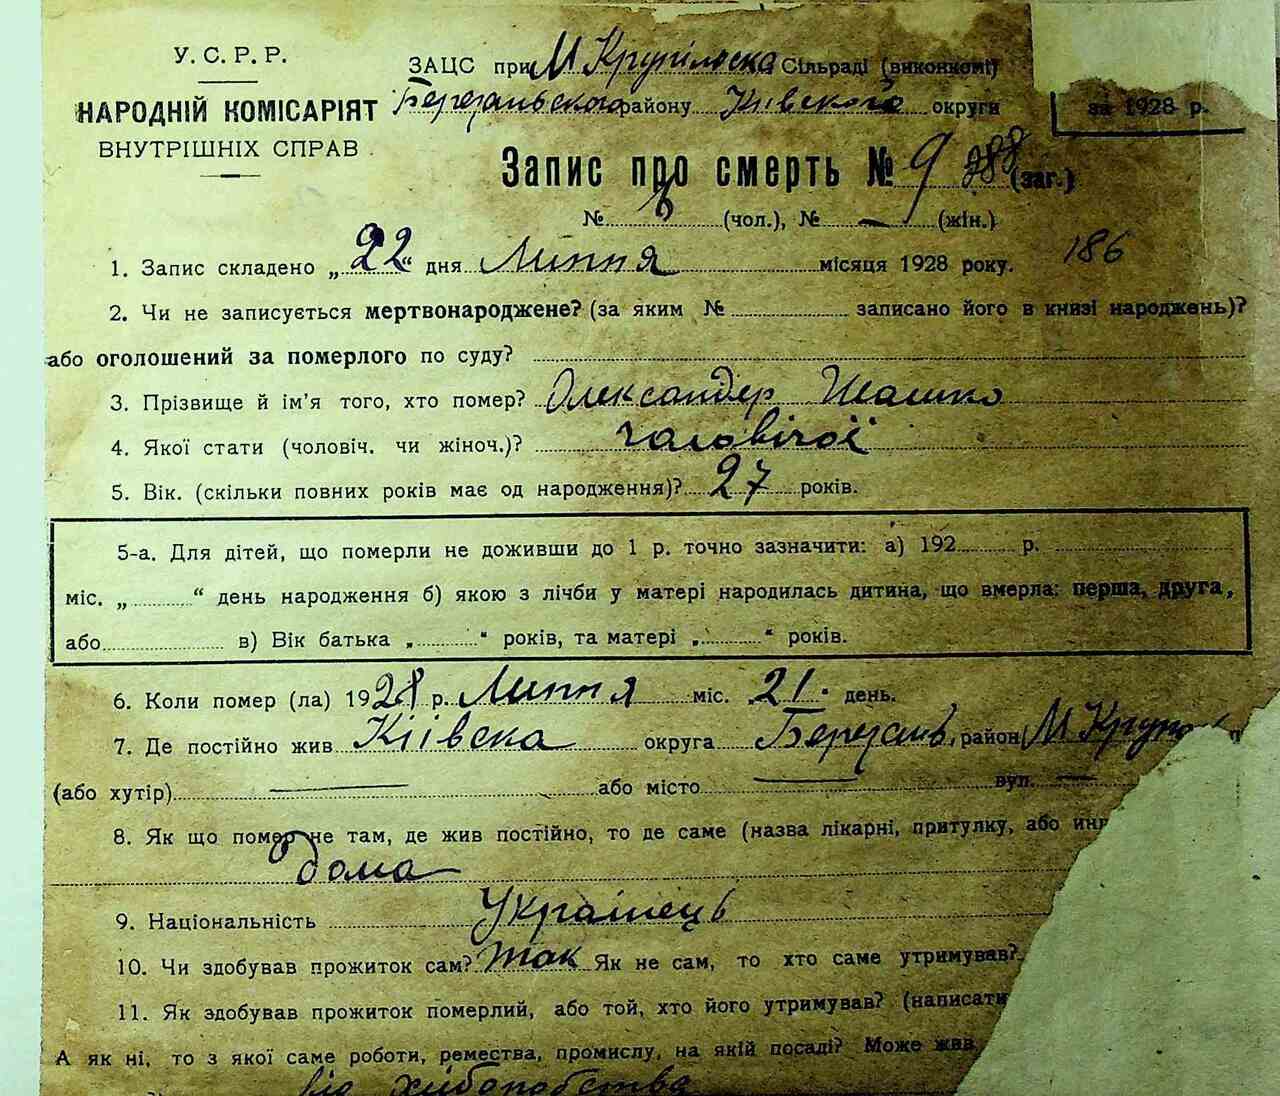 У. С. Р. Р.
НАРОДНІЙ КОМІСАРІЯТ
ВНУТРІШНІХ СПРАВ
ЗАЦС при М Крупільска Сільраді (виконкомі)
Березанського району Київского округи
за 1928 р.
Запис про смерть № 9 288 (заг.)
№ 6 (чол.), № — (жін.)
186
1. Запис складено „ 22 “ дня Липня місяця 1928 року.
2. Чи не записується мертвонароджене? (за яким № записано його в книзі народжень)?
або оголошений за померлого по суду?
3. Прізвище й ім’я того, хто помер? Олександер Шашко
4. Якої стати (чоловіч. чи жіноч.)? чоловічої
5. Вік. (скільки повних років має од народження)? 27 років.
5-а. Для дітей, що померли не доживши до 1 р. точно зазначити: а) 192 р.
міс. „ “ день народження б) якою з лічби у матері народилась дитина, що вмерла: перша, друга,
або в) Вік батька „ “ років, та матері „ “ років.
6. Коли помер (ла) 1928 р. Липня міс. 21. день.
7. Де постійно жив Київска округа Березань, район М Круп
(або хутір) — або місто — вул. —
8. Як що помер не там, де жив постійно, то де саме (назва лікарні, притулку, або
дома
9. Національність Українець
10. Чи здобував прожиток сам? так Як не сам, то хто саме утримував?
11. Як здобував прожиток померлий, або той, хто його утримував? (написати
А як ні, то з якої саме роботи, ремества, промислу, на якій посаді? Може жив
від хліборобства